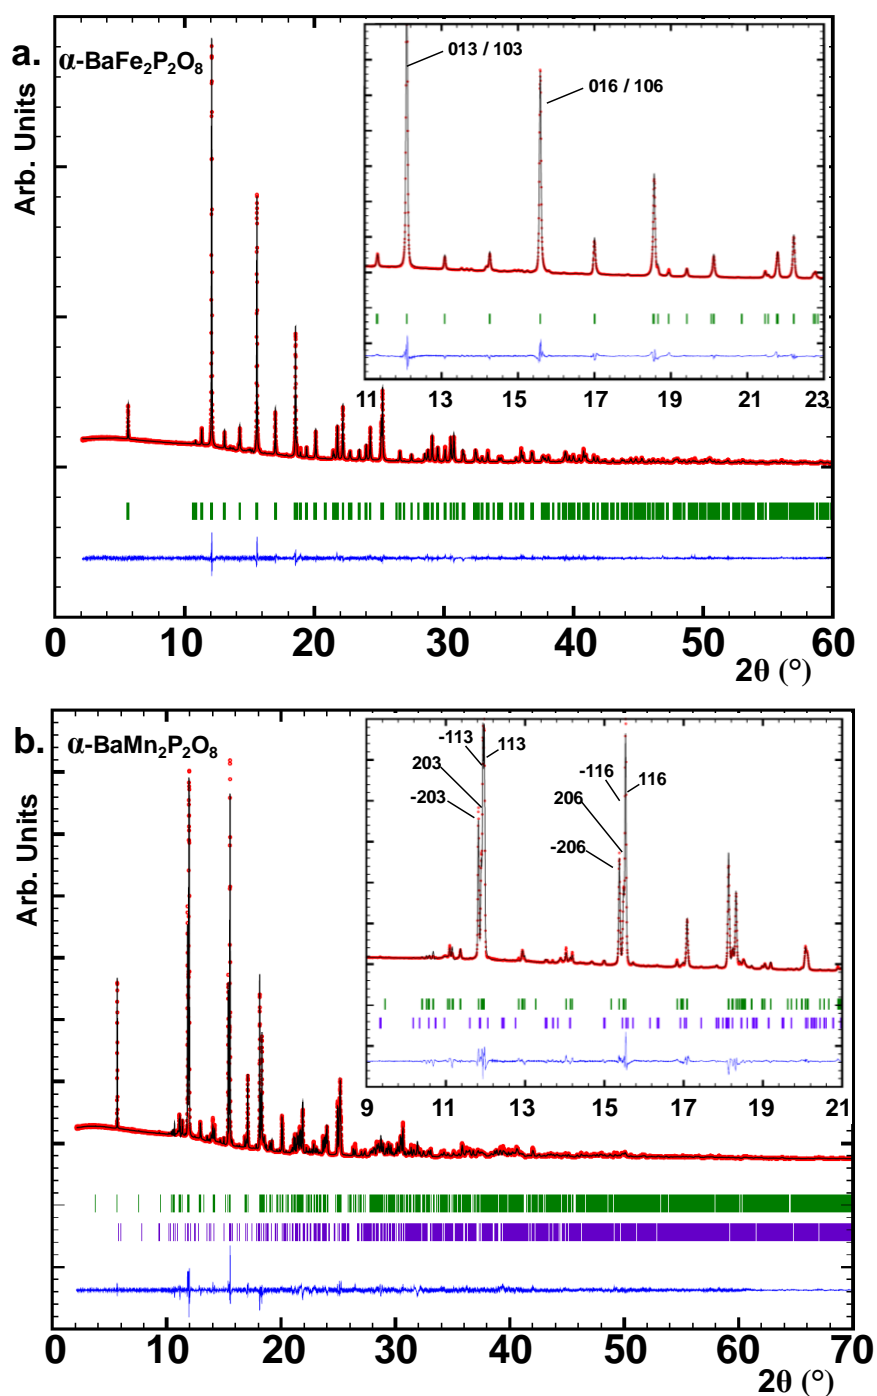 a.
α-BaFe₂P₂O₈
013 / 103
016 / 106
Arb. Units
11 13 15 17 19 21 23
0 10 20 30 40 50 60
2θ (°)
b.
α-BaMn₂P₂O₈
-113
113
203
-203
-116
116
206
-206
Arb. Units
9 11 13 15 17 19 21
0 10 20 30 40 50 60 70
2θ (°)